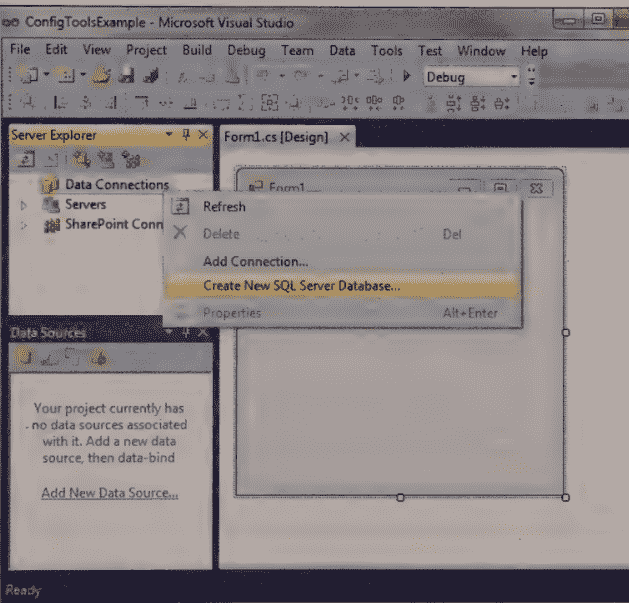 ConfigToolsExample - Microsoft Visual Studio
File Edit View Project Build Debug Team Data Tools Test Window Help
Debug
Server Explorer
Form1.cs [Design]
Data Connections
Servers
SharePoint Conn
Form1
Refresh
Delete Del
Add Connection...
Create New SQL Server Database...
Properties Alt+Enter
Data Sources
Your project currently has
no data sources associated
with it. Add a new data
source, then data-bind
Add New Data Source...
Ready